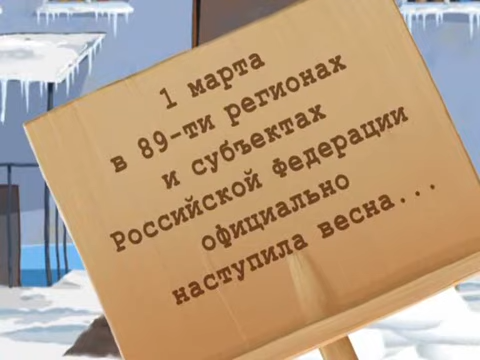 1 марта
в 89-ти регионах
и субъектах
Российской Федерации
официально
наступила весна...